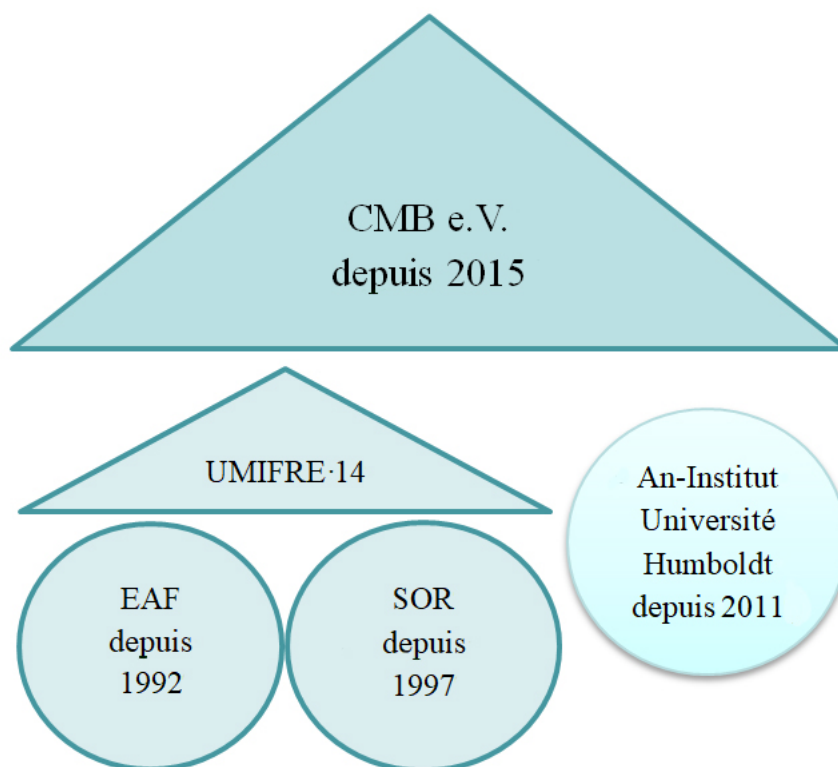 CMB e.V.
depuis 2015
UMIFRE·14
EAF
depuis
1992
SOR
depuis
1997
An-Institut
Université
Humboldt
depuis 2011